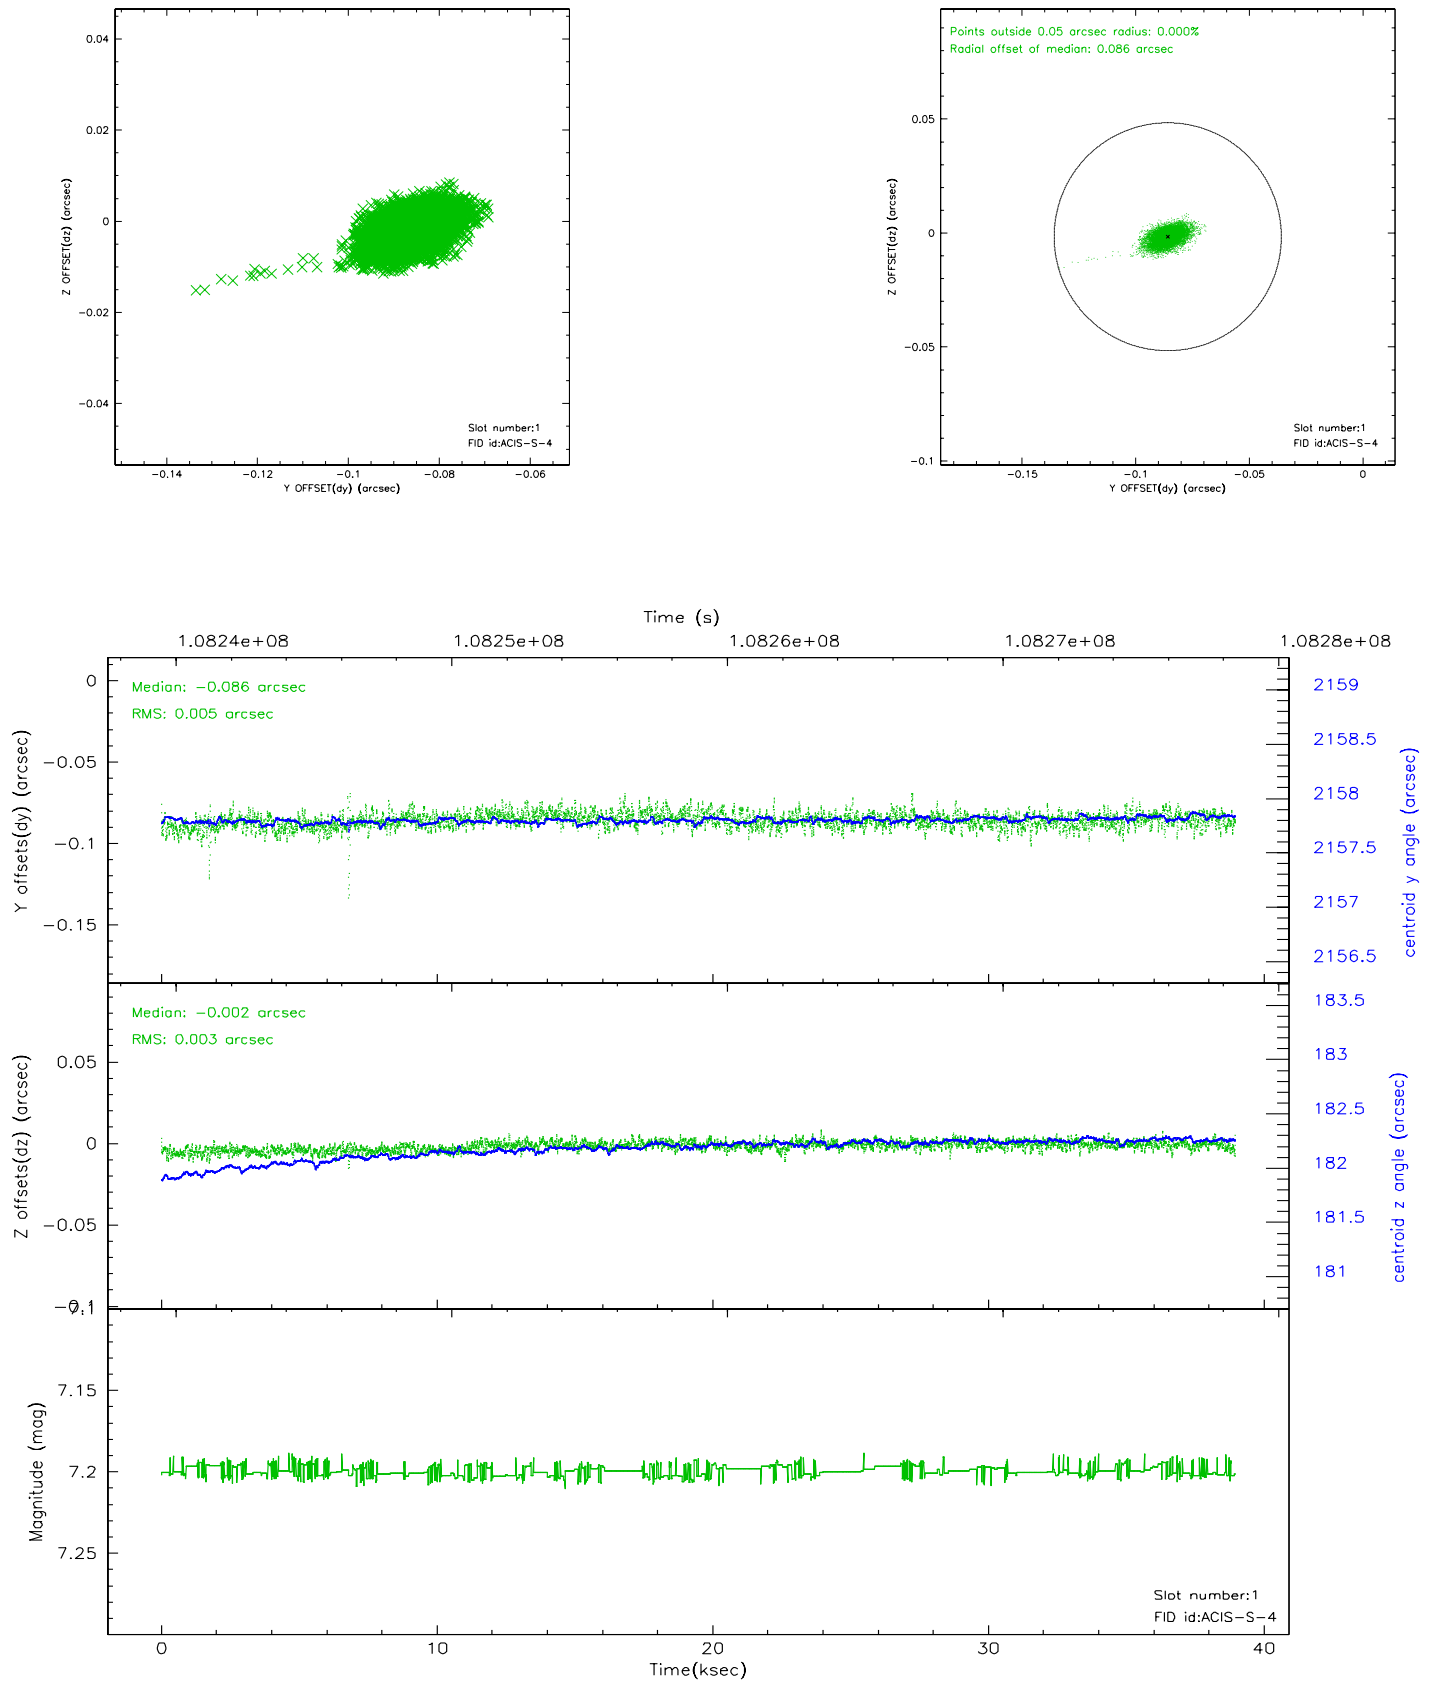 0.04
0.02
0
−0.02
−0.04
Z OFFSET(dz) (arcsec)
Slot number:1
FID id:ACIS−S−4
−0.14
−0.12
−0.1
−0.08
−0.06
Y OFFSET(dy) (arcsec)
Points outside 0.05 arcsec radius: 0.000%
Radial offset of median: 0.086 arcsec
0.05
0
−0.05
−0.1
Z OFFSET(dz) (arcsec)
Slot number:1
FID id:ACIS−S−4
−0.15
−0.1
−0.05
0
Y OFFSET(dy) (arcsec)
Time (s)
1.0824e+08
1.0825e+08
1.0826e+08
1.0827e+08
1.0828e+08
Median: −0.086 arcsec
RMS: 0.005 arcsec
0
−0.05
−0.1
−0.15
Y offsets(dy) (arcsec)
2159
2158.5
2158
2157.5
2157
2156.5
centroid y angle (arcsec)
Median: −0.002 arcsec
RMS: 0.003 arcsec
0.05
0
−0.05
−0.1
Z offsets(dz) (arcsec)
183.5
183
182.5
182
181.5
181
centroid z angle (arcsec)
7.1
7.15
7.2
7.25
Magnitude (mag)
Slot number:1
FID id:ACIS−S−4
0
10
20
30
40
Time(ksec)